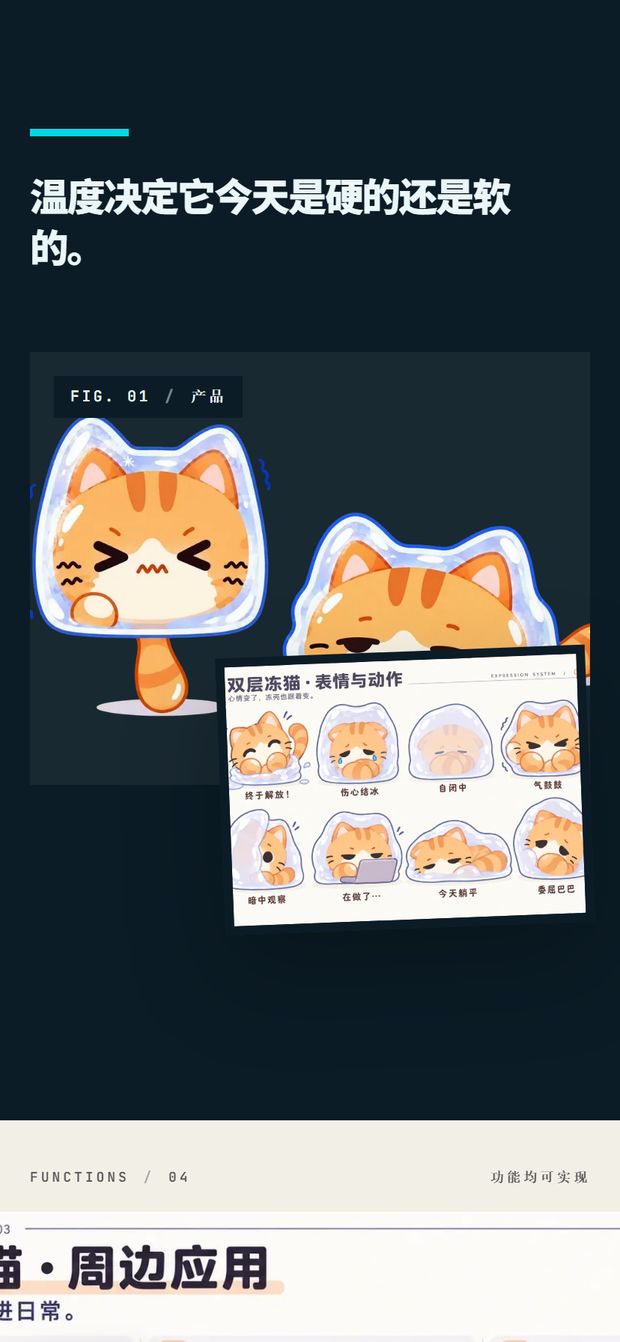 温度决定它今天是硬的还是软
的。
FIG. 01 / 产品
双层冻猫·表情与动作
EXPRESSION SYSTEM /
心情变了，冻壳也跟着变。
终于解放！
伤心结冰
自闭中
气鼓鼓
暗中观察
在做了…
今天躺平
委屈巴巴
FUNCTIONS / 04
功能均可实现
03
猫·周边应用
进日常。